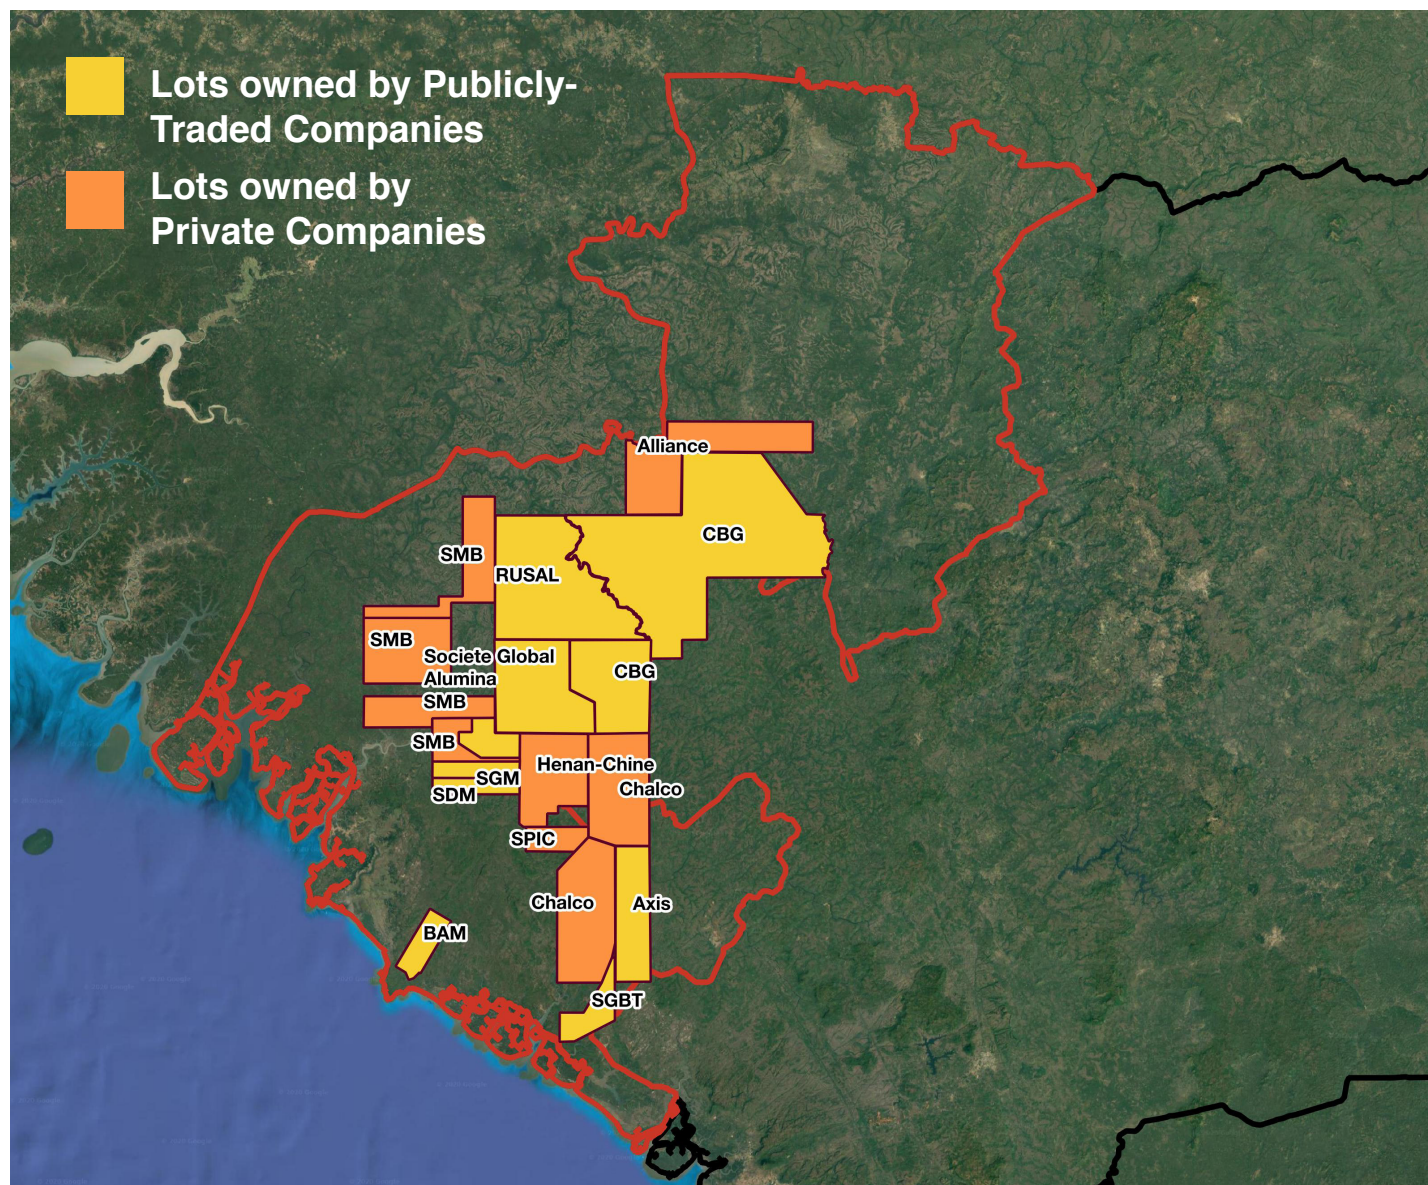 Lots owned by Publicly-
Traded Companies
Lots owned by
Private Companies
Alliance
CBG
SMB
RUSAL
SMB
Societe Global
Alumina
CBG
SMB
SMB
Henan-Chine
SGM
Chalco
SDM
SPIC
Chalco
Axis
BAM
SGBT